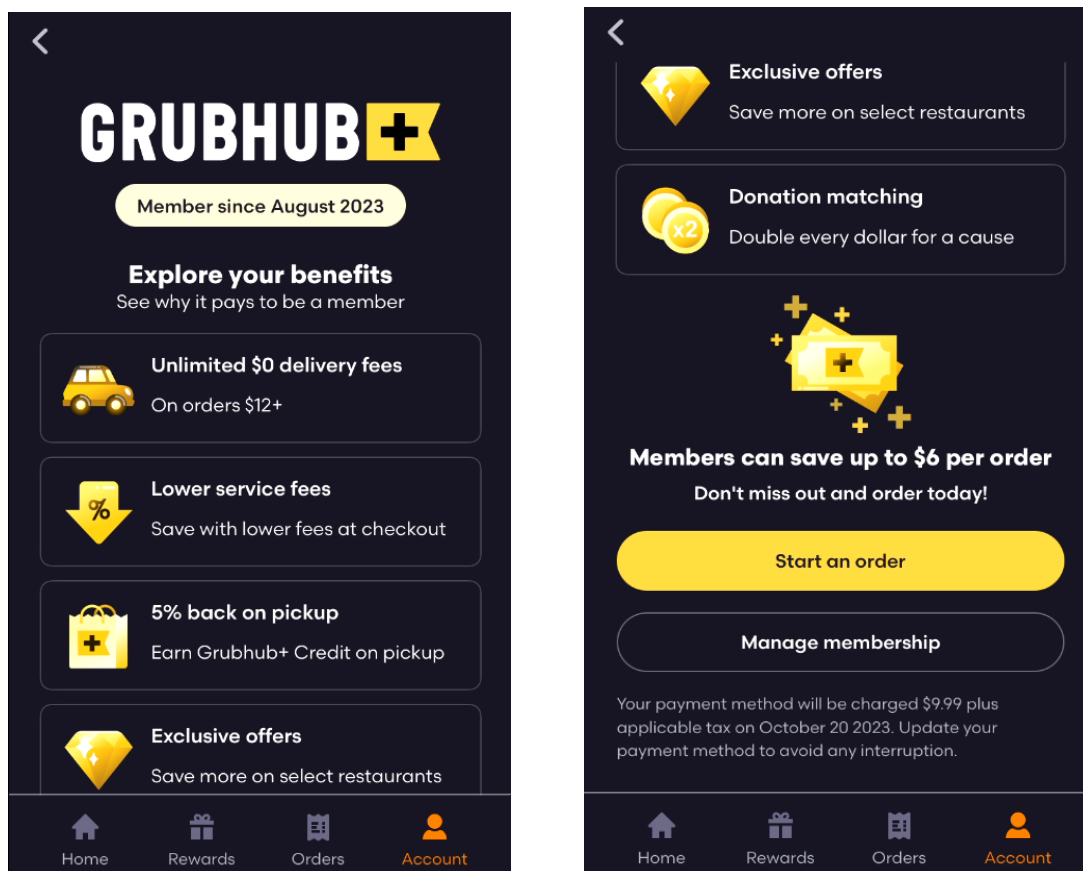 GRUBHUB+
Member since August 2023
Explore your benefits
See why it pays to be a member
Unlimited $0 delivery fees
On orders $12+
%
Lower service fees
Save with lower fees at checkout
+
5% back on pickup
Earn Grubhub+ Credit on pickup
Exclusive offers
Save more on select restaurants
Home
Rewards
Orders
Account
Exclusive offers
Save more on select restaurants
x2
Donation matching
Double every dollar for a cause
+
Members can save up to $6 per order
Don't miss out and order today!
Start an order
Manage membership
Your payment method will be charged $9.99 plus
applicable tax on October 20 2023. Update your
payment method to avoid any interruption.
Home
Rewards
Orders
Account